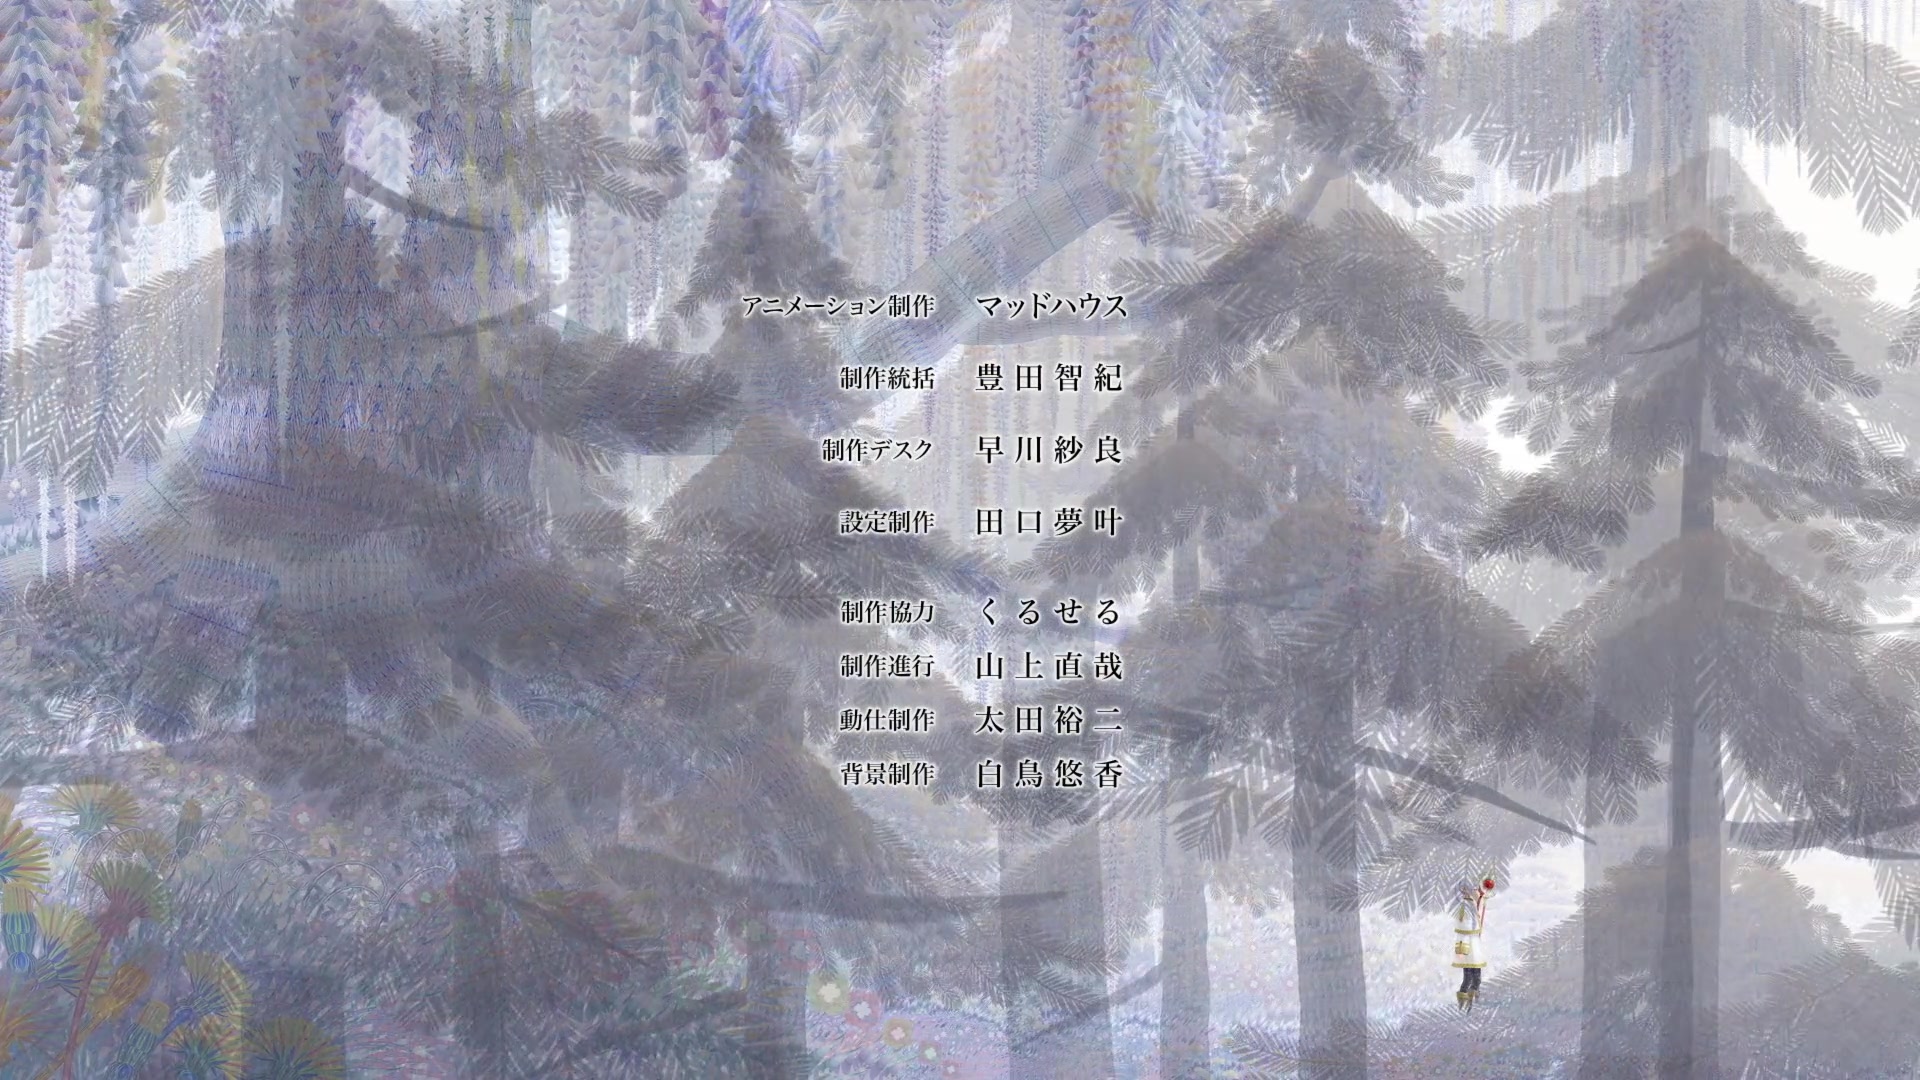 アニメーション制作 マッドハウス
制作統括 豊田智紀
制作デスク 早川紗良
設定制作 田口夢叶
制作協力 くるせる
制作進行 山上直哉
動仕制作 太田裕二
背景制作 白鳥悠香